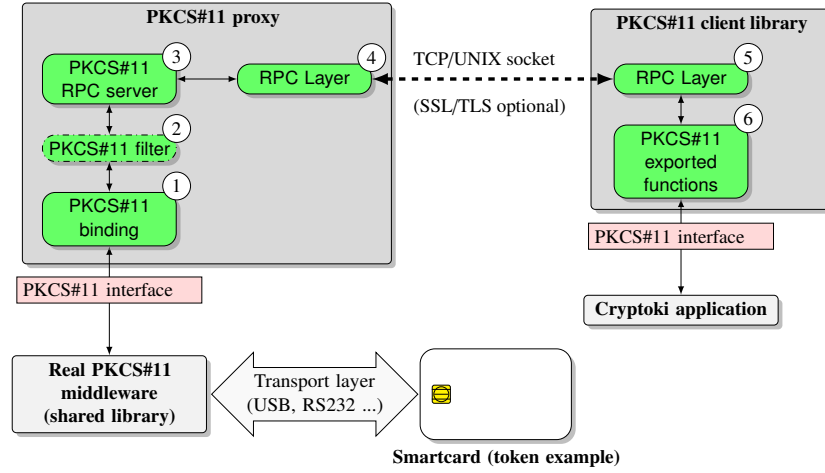 PKCS#11 proxy
3
PKCS#11
RPC server
4
RPC Layer
2
PKCS#11 filter
1
PKCS#11
binding
TCP/UNIX socket
(SSL/TLS optional)
PKCS#11 client library
5
RPC Layer
6
PKCS#11
exported
functions
PKCS#11 interface
PKCS#11 interface
Cryptoki application
Real PKCS#11
middleware
(shared library)
Transport layer
(USB, RS232 ...)
Smartcard (token example)